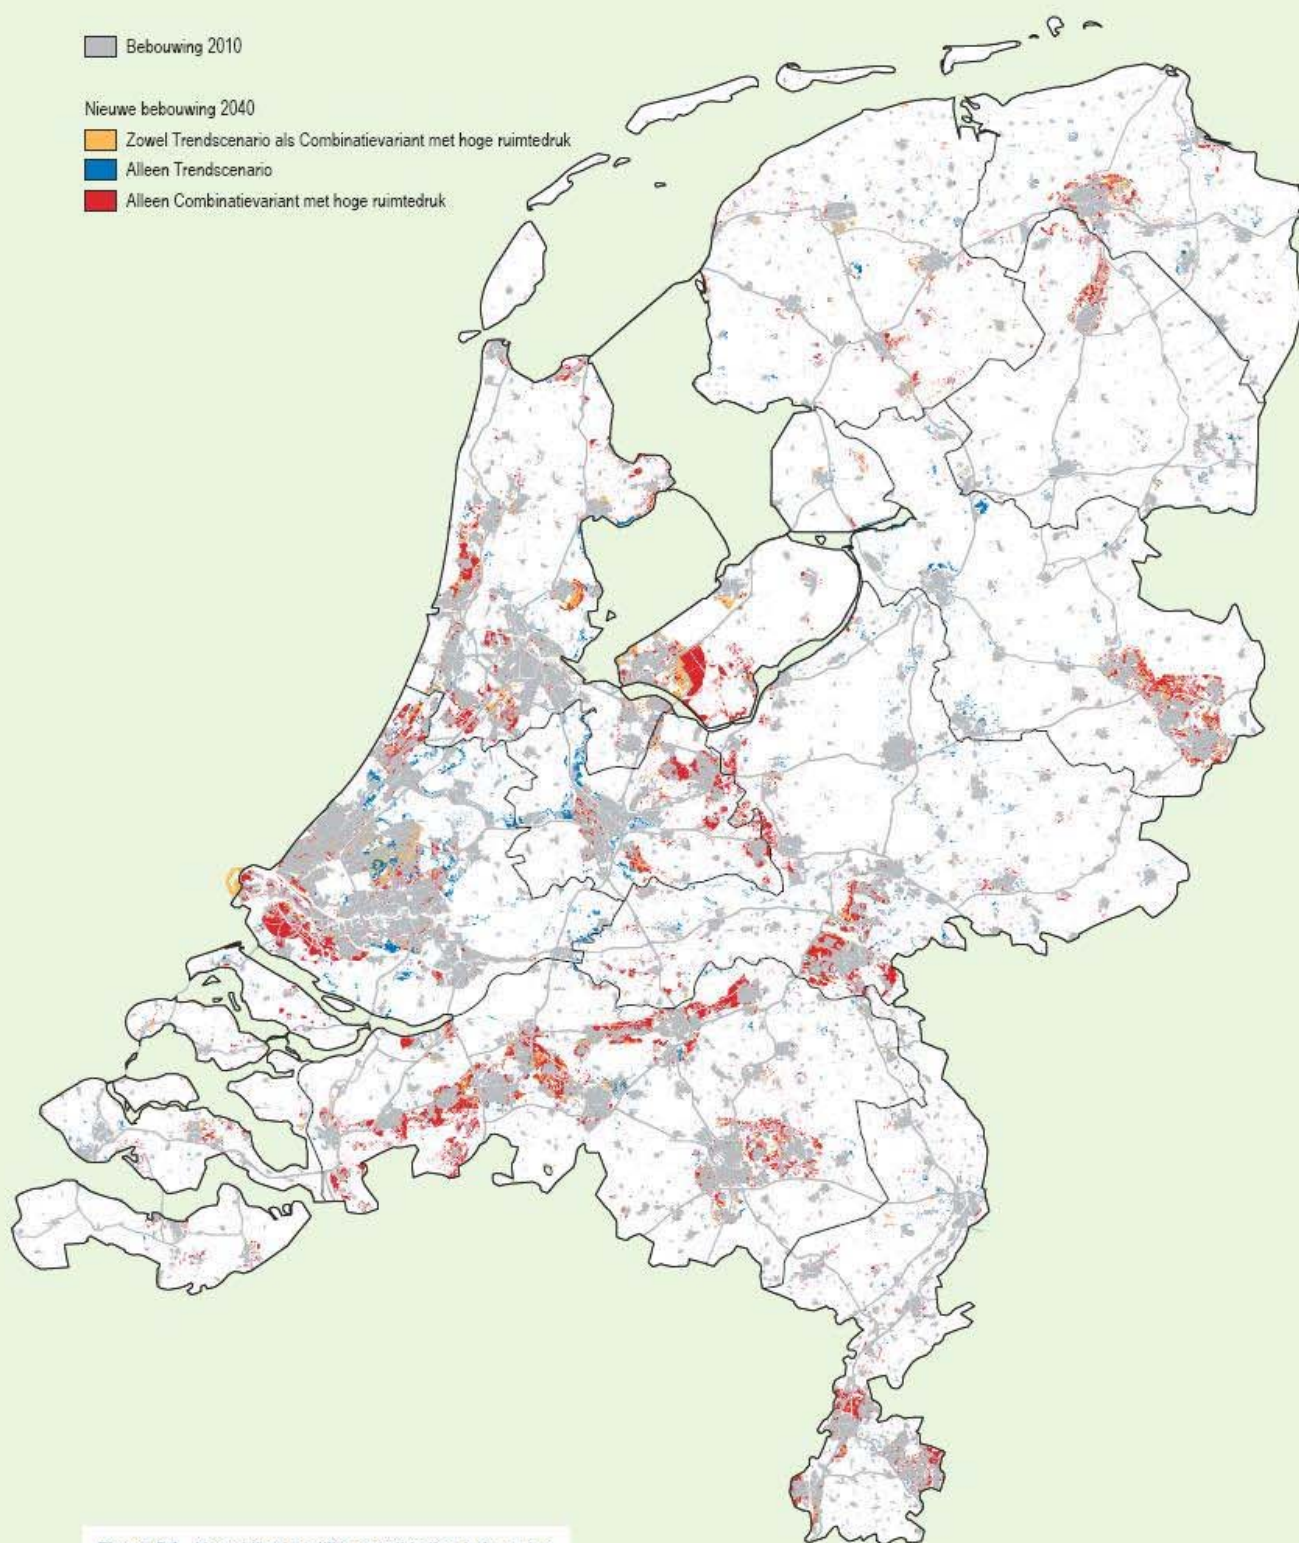 Bebouwing 2010
Nieuwe bebouwing 2040
Zowel Trendscenario als Combinatievariant met hoge ruimtedruk
Alleen Trendscenario
Alleen Combinatievariant met hoge ruimtedruk